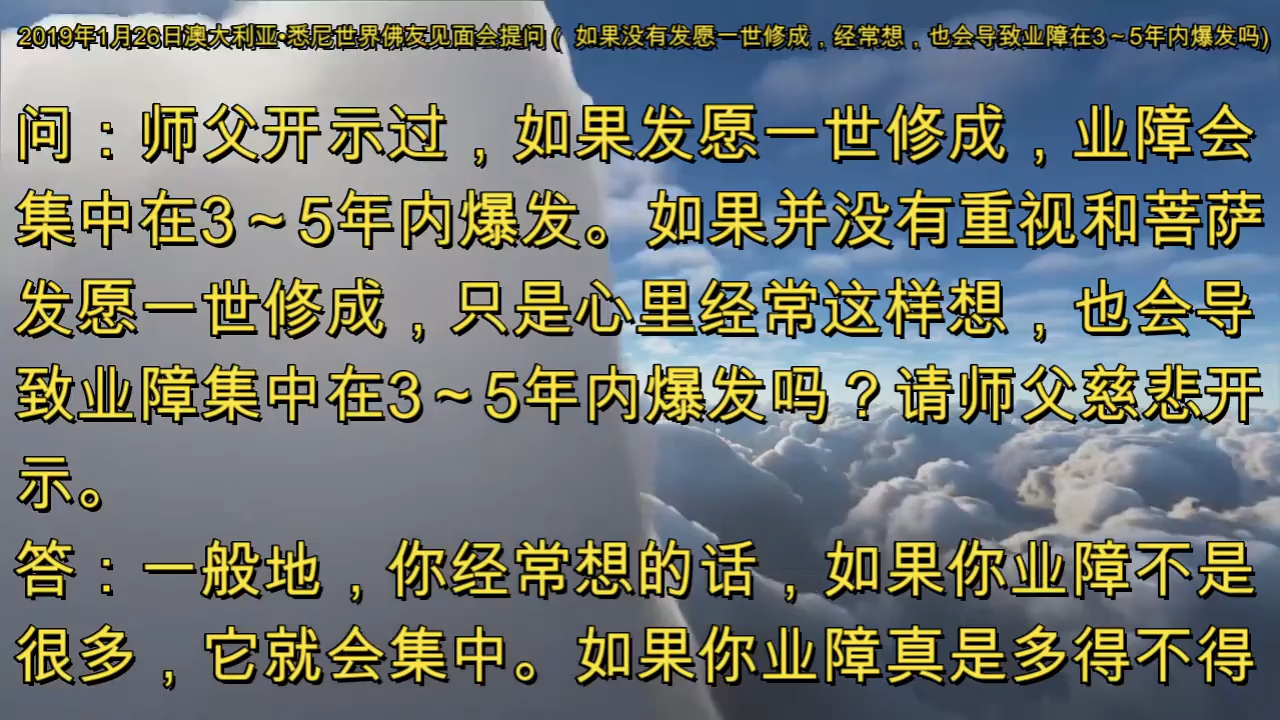 2019年1月26日澳大利亚•悉尼世界佛友见面会提问（ 如果没有发愿一世修成，经常想，也会导致业障在3～5年内爆发吗)
问：师父开示过，如果发愿一世修成，业障会
集中在3～5年内爆发。如果并没有重视和菩萨
发愿一世修成，只是心里经常这样想，也会导
致业障集中在3～5年内爆发吗？请师父慈悲开
示。
答：一般地，你经常想的话，如果你业障不是
很多，它就会集中。如果你业障真是多得不得